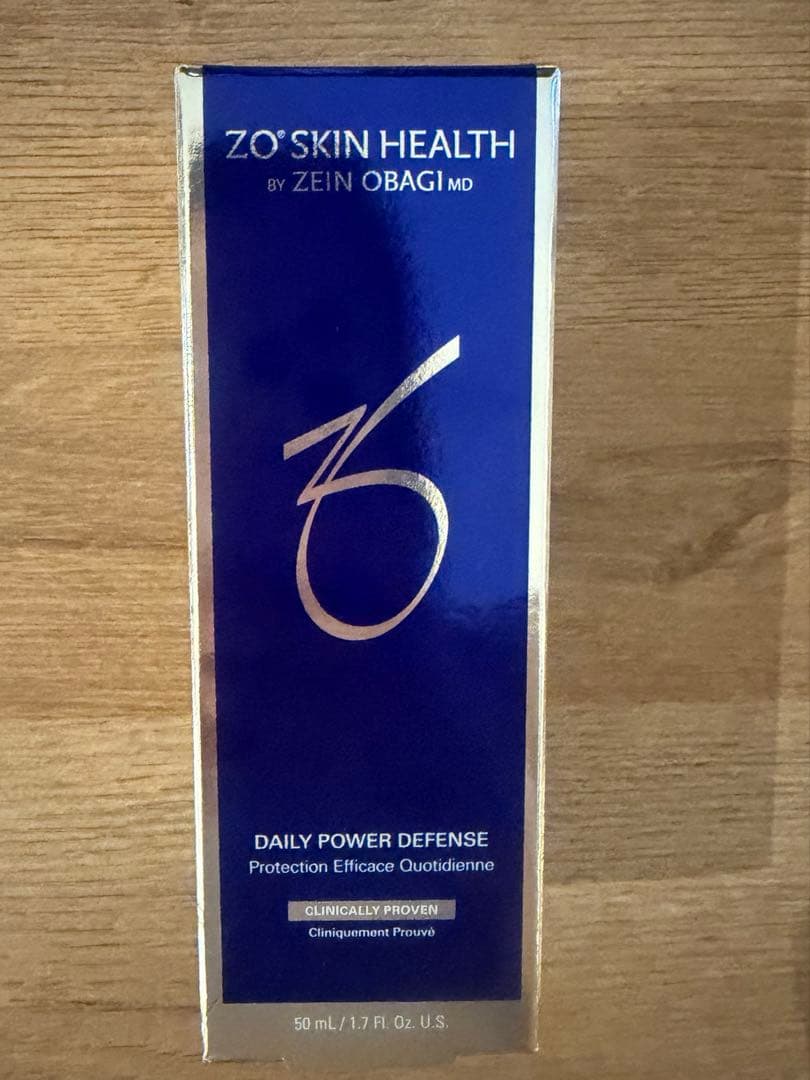 ZO® SKIN HEALTH
BY ZEIN OBAGI MD
DAILY POWER DEFENSE
Protection Efficace Quotidienne
CLINICALLY PROVEN
Cliniquement Prouvé
50 mL / 1.7 Fl. Oz. U.S.